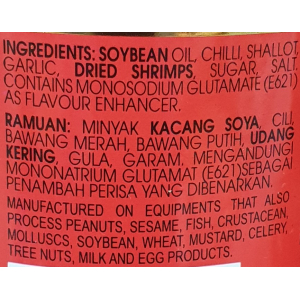 INGREDIENTS: SOYBEAN OIL, CHILLI, SHALLOT,
GARLIC, DRIED SHRIMPS, SUGAR, SALT.
CONTAINS MONOSODIUM GLUTAMATE (E621)
AS FLAVOUR ENHANCER.
RAMUAN: MINYAK KACANG SOYA, CILI,
BAWANG MERAH, BAWANG PUTIH, UDANG
KERING, GULA, GARAM. MENGANDUNGI
MONONATRIUM GLUTAMAT (E621)SEBAGAI
PENAMBAH PERISA YANG DIBENARKAN.
MANUFACTURED ON EQUIPMENTS THAT ALSO
PROCESS PEANUTS, SESAME, FISH, CRUSTACEAN,
MOLLUSCS, SOYBEAN, WHEAT, MUSTARD, CELERY,
TREE NUTS, MILK AND EGG PRODUCTS.